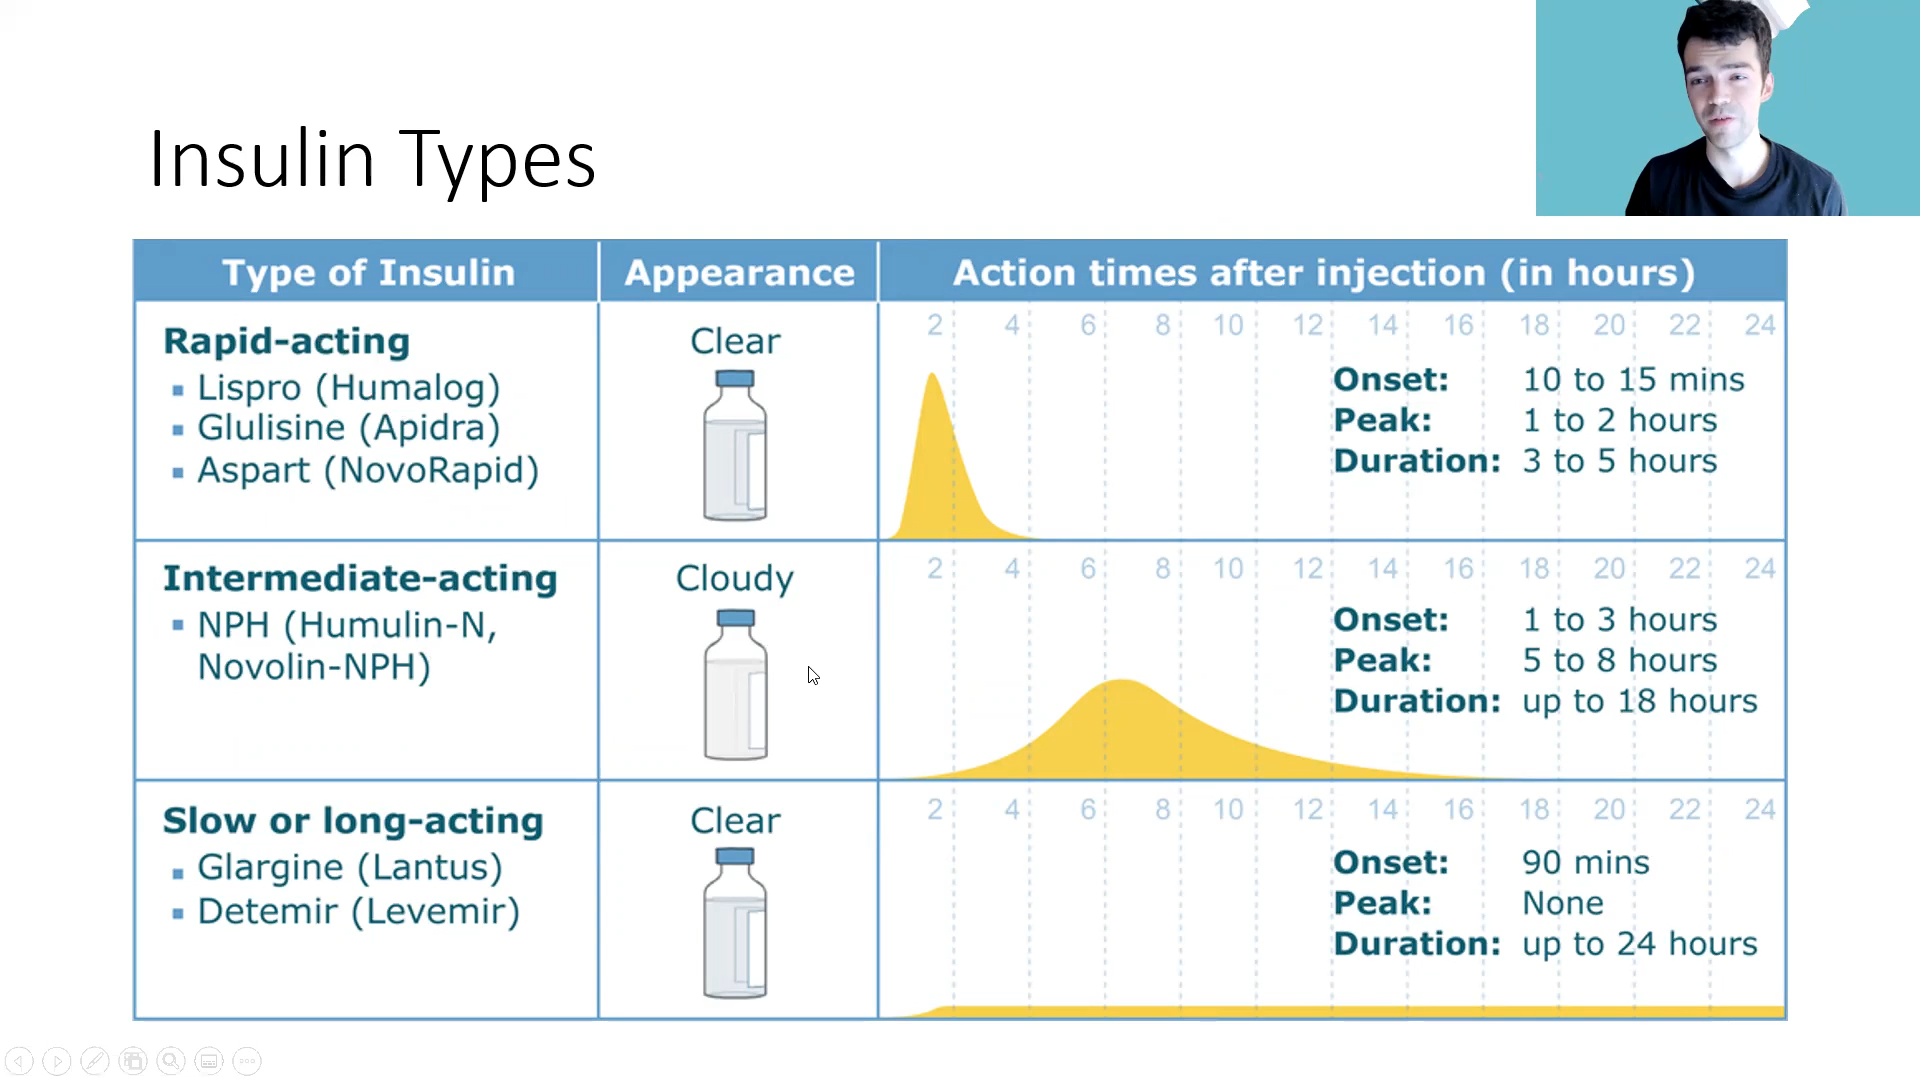 Insulin Types
Type of Insulin
Appearance
Action times after injection (in hours)
Rapid-acting
▪ Lispro (Humalog)
▪ Glulisine (Apidra)
▪ Aspart (NovoRapid)
Clear
2 4 6 8 10 12 14 16 18 20 22 24
Onset: 10 to 15 mins
Peak: 1 to 2 hours
Duration: 3 to 5 hours
Intermediate-acting
▪ NPH (Humulin-N,
Novolin-NPH)
Cloudy
2 4 6 8 10 12 14 16 18 20 22 24
Onset: 1 to 3 hours
Peak: 5 to 8 hours
Duration: up to 18 hours
Slow or long-acting
▪ Glargine (Lantus)
▪ Detemir (Levemir)
Clear
2 4 6 8 10 12 14 16 18 20 22 24
Onset: 90 mins
Peak: None
Duration: up to 24 hours